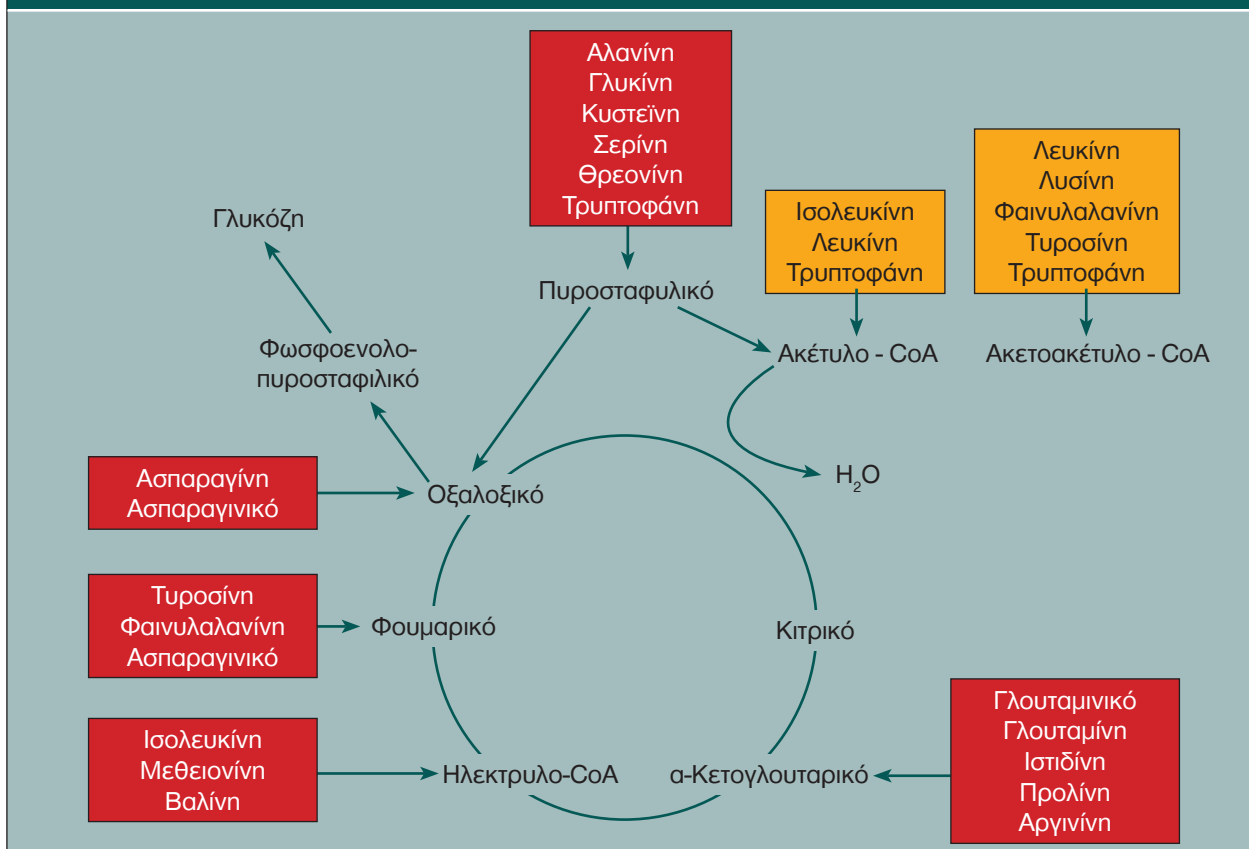 Αλανίνη
Γλυκίνη
Κυστεϊνη
Σερίνη
Θρεονίνη
Τρυπτοφάνη
Λευκίνη
Λυσίνη
Φαινυλαλανίνη
Τυροσίνη
Τρυπτοφάνη
Ισολευκίνη
Λευκίνη
Τρυπτοφάνη
Γλυκόζη
Πυροσταφυλικό
Φωσφοενολο-
πυροσταφιλικό
Ακέτυλο - CoA
Ακετοακέτυλο - CoA
Ασπαραγίνη
Ασπαραγινικό
Οξαλοξικό
H₂O
Τυροσίνη
Φαινυλαλανίνη
Ασπαραγινικό
Φουμαρικό
Κιτρικό
Ισολευκίνη
Μεθειονίνη
Βαλίνη
Ηλεκτρυλο-CoA
α-Κετογλουταρικό
Γλουταμινικό
Γλουταμίνη
Ιστιδίνη
Προλίνη
Αργινίνη